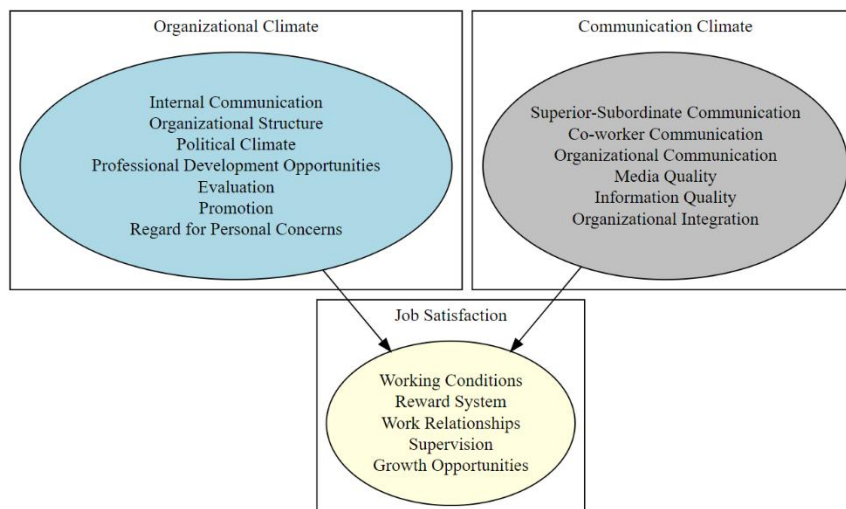 Organizational Climate
Internal Communication
Organizational Structure
Political Climate
Professional Development Opportunities
Evaluation
Promotion
Regard for Personal Concerns
Communication Climate
Superior-Subordinate Communication
Co-worker Communication
Organizational Communication
Media Quality
Information Quality
Organizational Integration
Job Satisfaction
Working Conditions
Reward System
Work Relationships
Supervision
Growth Opportunities